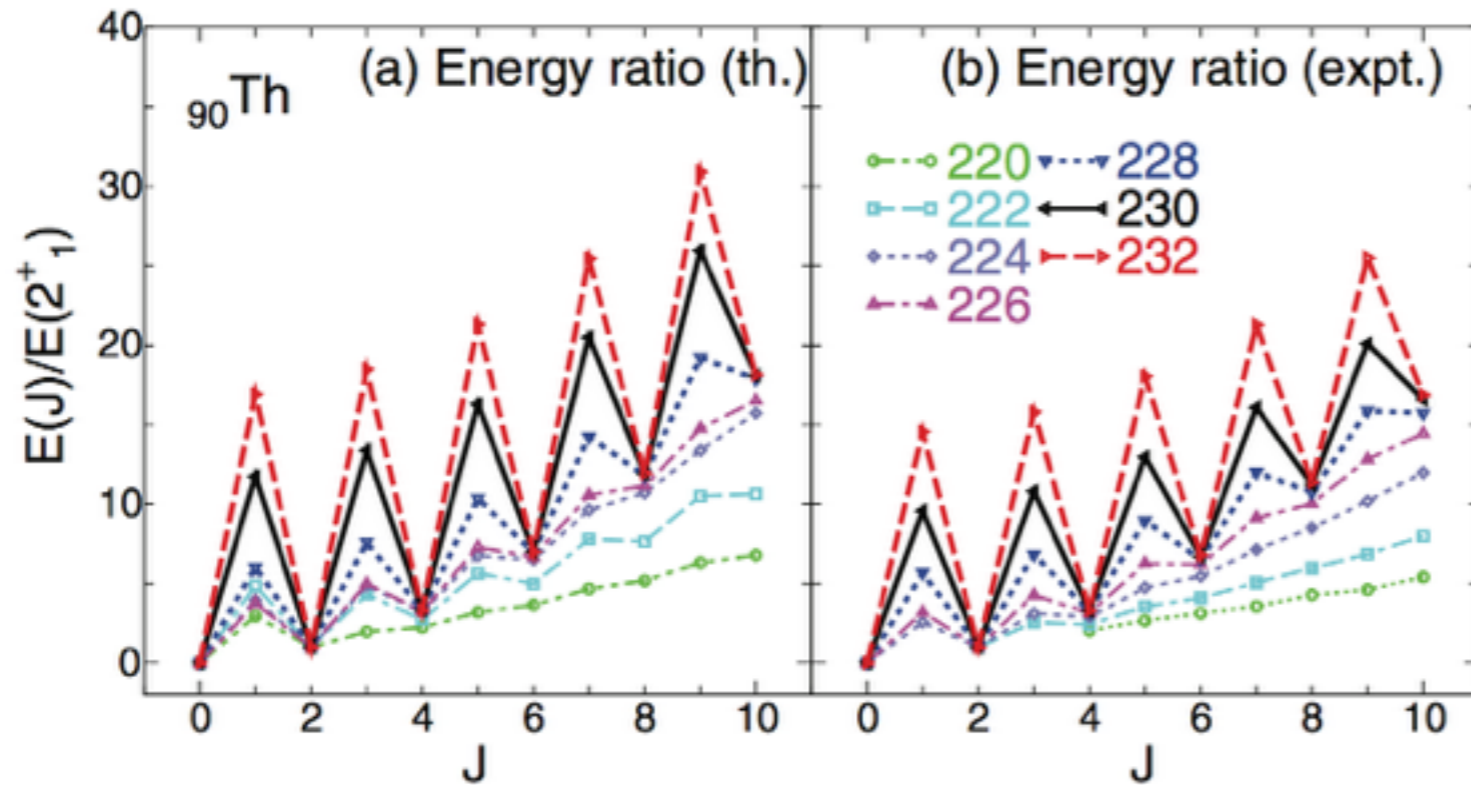 40
30
20
10
0
E(J)/E(2⁺₁)
₉₀Th
(a) Energy ratio (th.)
0 2 4 6 8 10
J
(b) Energy ratio (expt.)
220 228
222 230
224 232
226
0 2 4 6 8 10
J